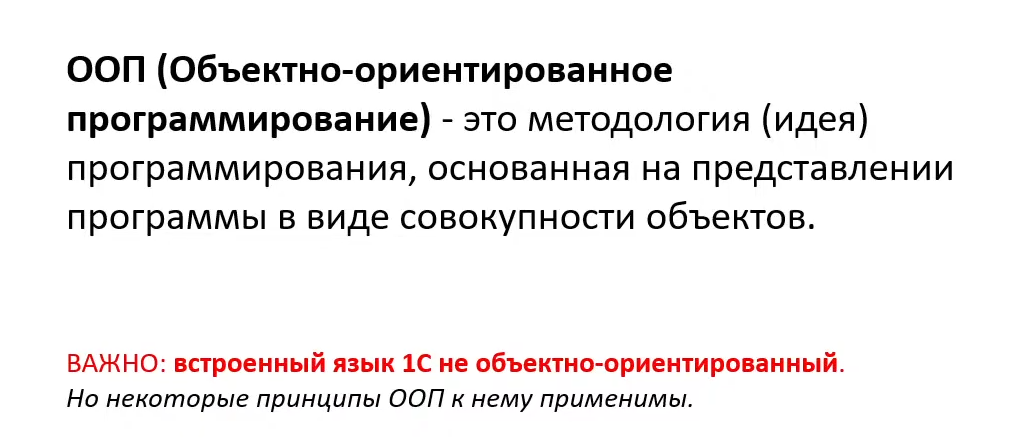 ООП (Объектно-ориентированное
программирование) - это методология (идея)
программирования, основанная на представлении
программы в виде совокупности объектов.
ВАЖНО: встроенный язык 1С не объектно-ориентированный.
Но некоторые принципы ООП к нему применимы.